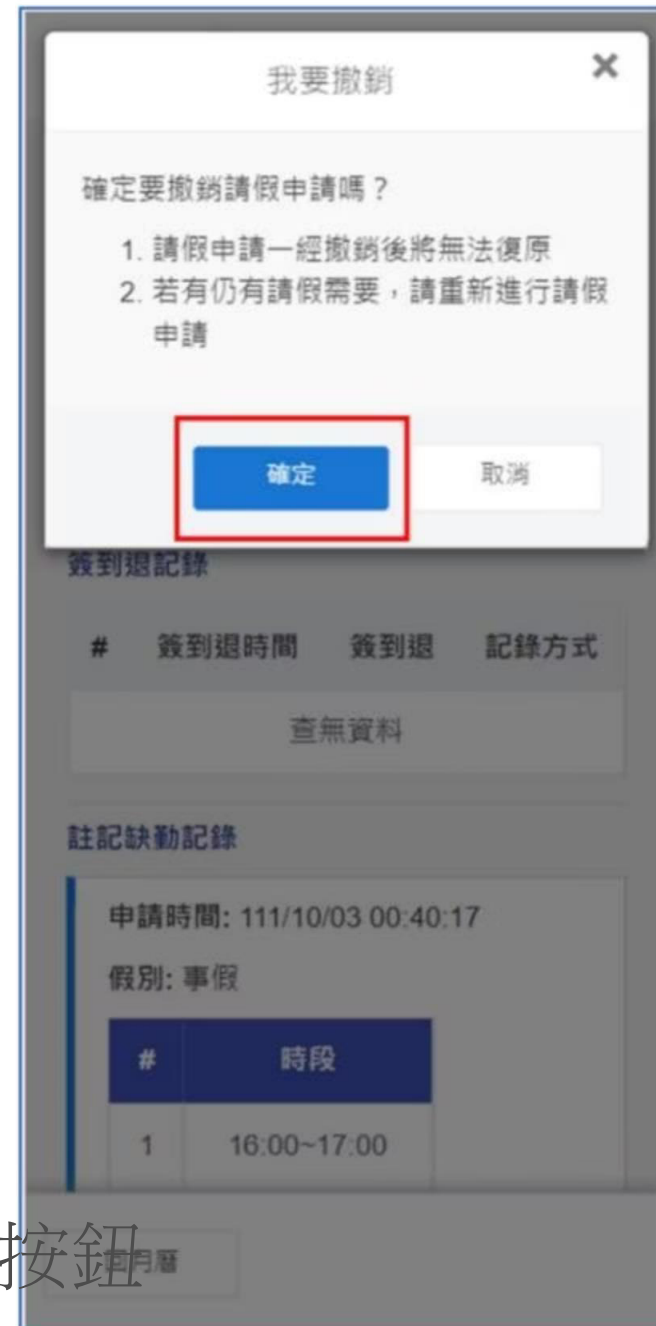 我要撤銷
確定要撤銷請假申請嗎？
1. 請假申請一經撤銷後將無法復原
2. 若有仍有請假需要，請重新進行請假
申請
確定 取消
簽到退記錄
# 簽到退時間 簽到退 記錄方式
查無資料
註記缺勤記錄
申請時間: 111/10/03 00:40:17
假別: 事假
# 時段
1 16:00~17:00
按鈕
回月曆